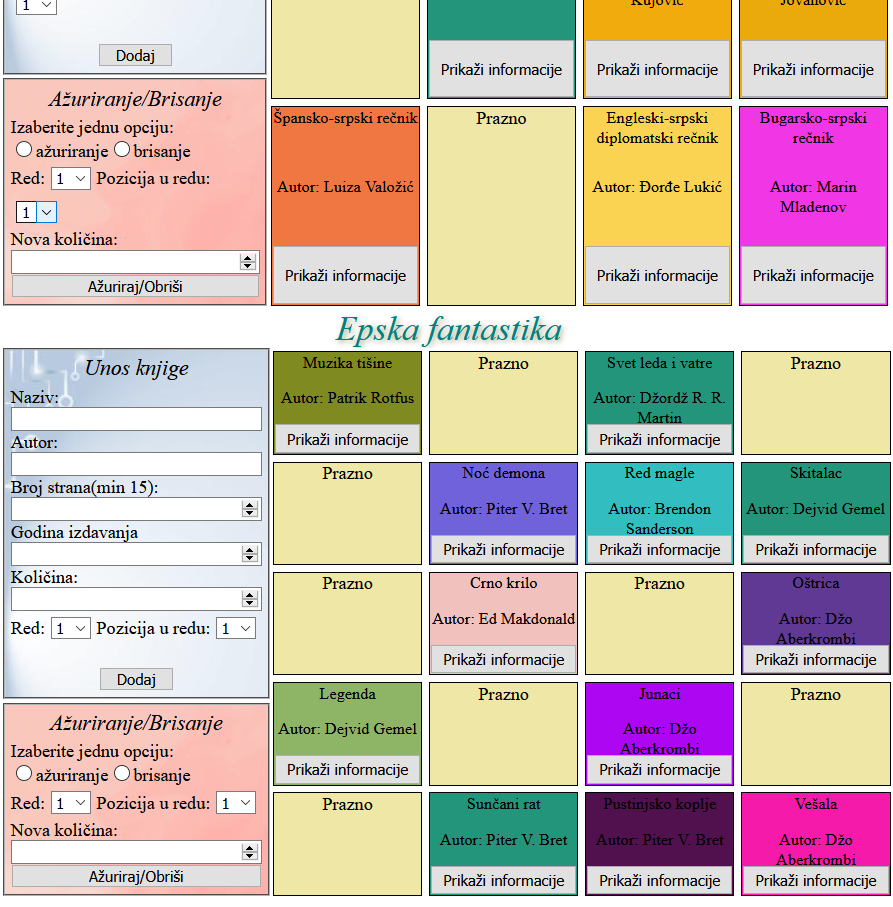 1
Dodaj
Ažuriranje/Brisanje
Izaberite jednu opciju:
ažuriranje brisanje
Red: 1 Pozicija u redu:
1
Nova količina:
Ažuriraj/Obriši
Kujović
Jovanović
Prikaži informacije
Prikaži informacije
Prikaži informacije
Špansko-srpski rečnik
Autor: Luiza Valožić
Prikaži informacije
Prazno
Engleski-srpski
diplomatski rečnik
Autor: Đorđe Lukić
Prikaži informacije
Bugarsko-srpski
rečnik
Autor: Marin
Mladenov
Prikaži informacije
Epska fantastika
Unos knjige
Naziv:
Autor:
Broj strana(min 15):
Godina izdavanja
Količina:
Red: 1 Pozicija u redu: 1
Dodaj
Ažuriranje/Brisanje
Izaberite jednu opciju:
ažuriranje brisanje
Red: 1 Pozicija u redu: 1
Nova količina:
Ažuriraj/Obriši
Muzika tišine
Autor: Patrik Rotfus
Prikaži informacije
Prazno
Svet leda i vatre
Autor: Džordž R. R.
Martin
Prikaži informacije
Prazno
Prazno
Noć demona
Autor: Piter V. Bret
Prikaži informacije
Red magle
Autor: Brendon
Sanderson
Prikaži informacije
Skitalac
Autor: Dejvid Gemel
Prikaži informacije
Prazno
Crno krilo
Autor: Ed Makdonald
Prikaži informacije
Prazno
Oštrica
Autor: Džo
Aberkrombi
Prikaži informacije
Legenda
Autor: Dejvid Gemel
Prikaži informacije
Prazno
Junaci
Autor: Džo
Aberkrombi
Prikaži informacije
Prazno
Prazno
Sunčani rat
Autor: Piter V. Bret
Prikaži informacije
Pustinjsko koplje
Autor: Piter V. Bret
Prikaži informacije
Vešala
Autor: Džo
Aberkrombi
Prikaži informacije